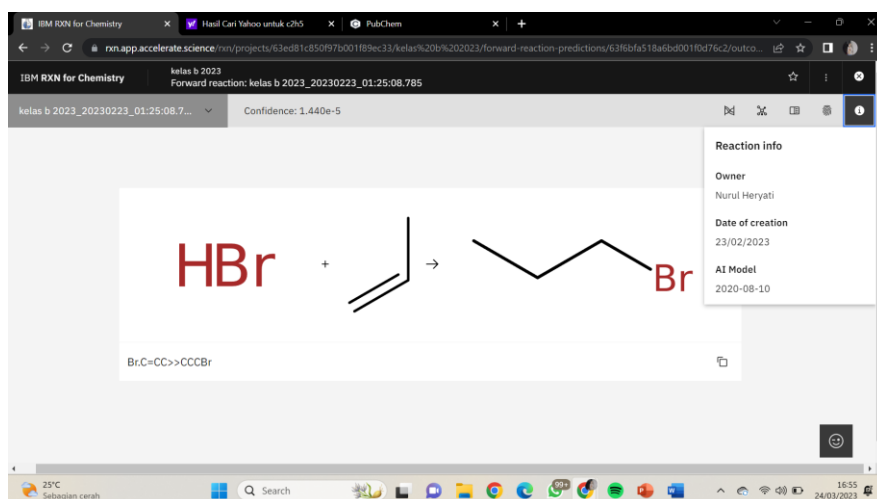 IBM RXN for Chemistry
Hasil Cari Yahoo untuk c2h5
PubChem
rxn.app.accelerate.science/rxn/projects/63ed81c850f97b001f89ec33/kelas%20b%202023/forward-reaction-predictions/63f6bfa518a6bd001f0d76c2/outco...
IBM RXN for Chemistry
kelas b 2023
Forward reaction: kelas b 2023_20230223_01:25:08.785
kelas b 2023_20230223_01:25:08.7...
Confidence: 1.440e-5
Reaction info
Owner
Nurul Heryati
Date of creation
23/02/2023
AI Model
2020-08-10
HBr + → Br
Br.C=CC>>CCCBr
25°C
Sebagian cerah
Search
99+
16:55
24/03/2023